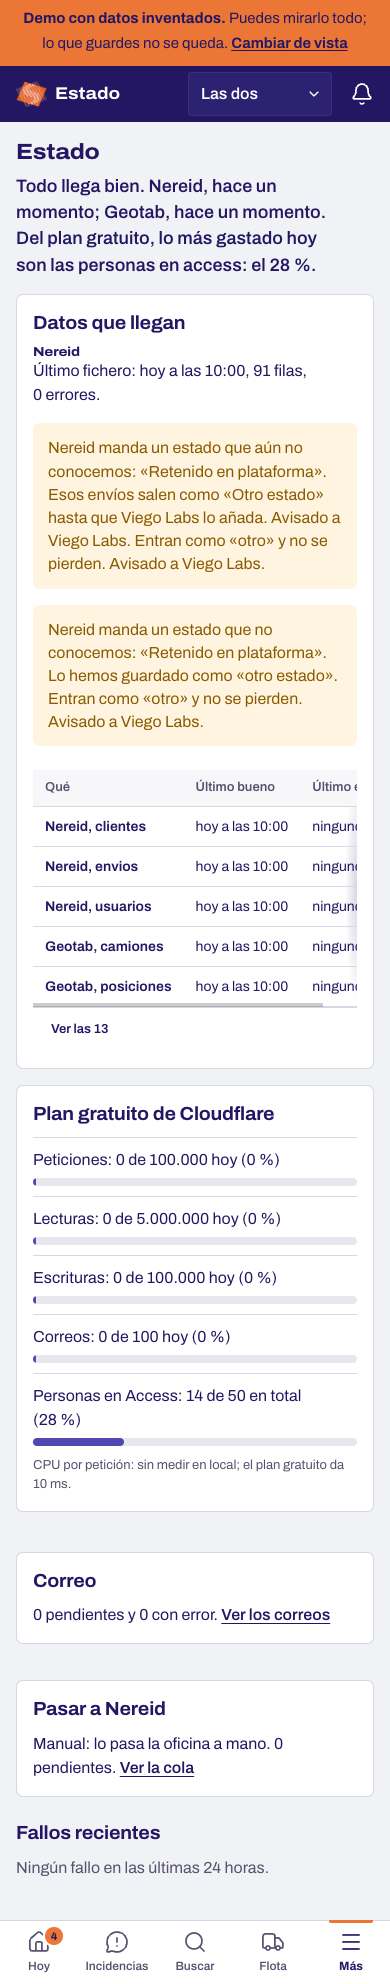 Demo con datos inventados. Puedes mirarlo todo;
lo que guardes no se queda. Cambiar de vista
Estado
Las dos
Estado
Todo llega bien. Nereid, hace un
momento; Geotab, hace un momento.
Del plan gratuito, lo más gastado hoy
son las personas en access: el 28 %.
Datos que llegan
Nereid
Último fichero: hoy a las 10:00, 91 filas,
0 errores.
Nereid manda un estado que aún no
conocemos: «Retenido en plataforma».
Esos envíos salen como «Otro estado»
hasta que Viego Labs lo añada. Avisado a
Viego Labs. Entran como «otro» y no se
pierden. Avisado a Viego Labs.
Nereid manda un estado que no
conocemos: «Retenido en plataforma».
Lo hemos guardado como «otro estado».
Entran como «otro» y no se pierden.
Avisado a Viego Labs.
Qué Último bueno Último e
Nereid, clientes hoy a las 10:00 ninguno
Nereid, envios hoy a las 10:00 ninguno
Nereid, usuarios hoy a las 10:00 ninguno
Geotab, camiones hoy a las 10:00 ninguno
Geotab, posiciones hoy a las 10:00 ninguno
Ver las 13
Plan gratuito de Cloudflare
Peticiones: 0 de 100.000 hoy (0 %)
Lecturas: 0 de 5.000.000 hoy (0 %)
Escrituras: 0 de 100.000 hoy (0 %)
Correos: 0 de 100 hoy (0 %)
Personas en Access: 14 de 50 en total
(28 %)
CPU por petición: sin medir en local; el plan gratuito da
10 ms.
Correo
0 pendientes y 0 con error. Ver los correos
Pasar a Nereid
Manual: lo pasa la oficina a mano. 0
pendientes. Ver la cola
Fallos recientes
Ningún fallo en las últimas 24 horas.
4
Hoy Incidencias Buscar Flota Más